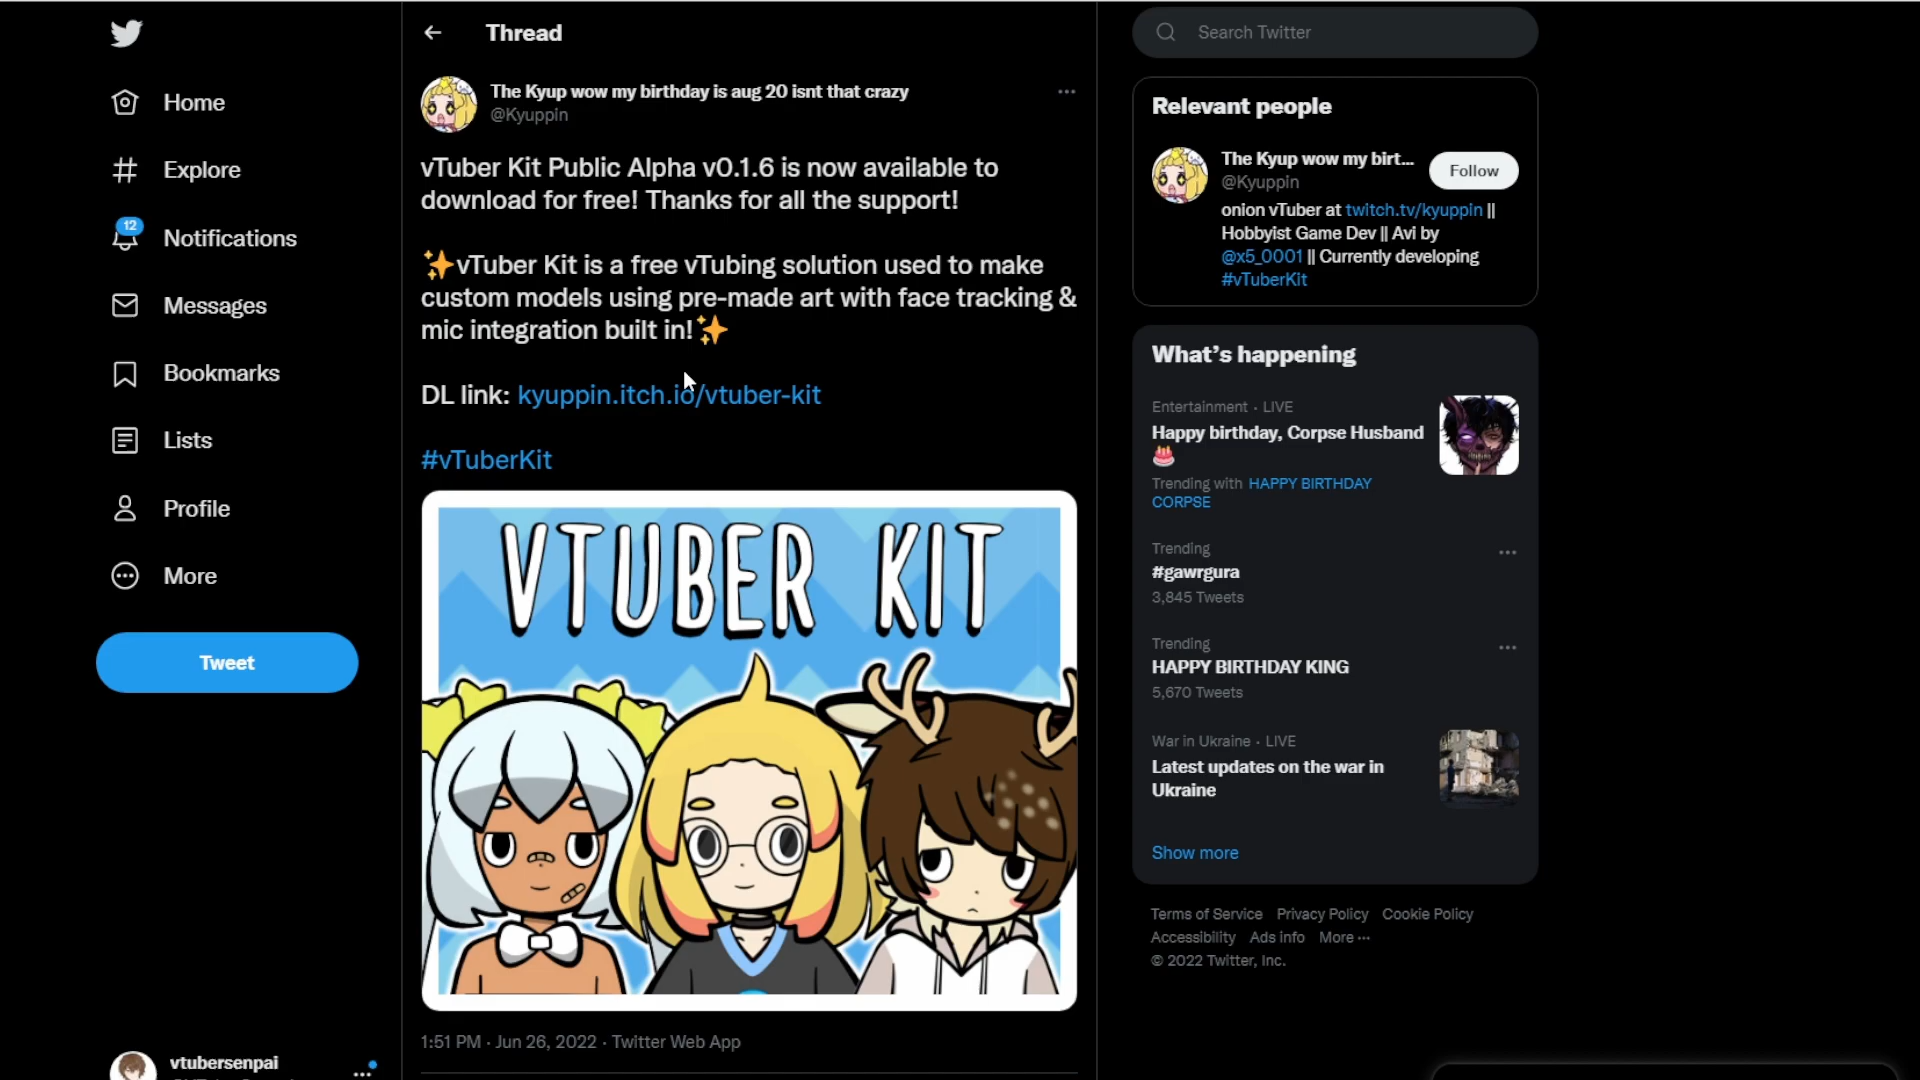 Home
Explore
12
Notifications
Messages
Bookmarks
Lists
Profile
More
Tweet
vtubersenpai
Thread
The Kyup wow my birthday is aug 20 isnt that crazy
@Kyuppin
vTuber Kit Public Alpha v0.1.6 is now available to
download for free! Thanks for all the support!
✨vTuber Kit is a free vTubing solution used to make
custom models using pre-made art with face tracking &
mic integration built in!✨
DL link: kyuppin.itch.io/vtuber-kit
#vTuberKit
VTUBER KIT
1:51 PM · Jun 26, 2022 · Twitter Web App
Search Twitter
Relevant people
The Kyup wow my birt...
@Kyuppin
Follow
onion vTuber at twitch.tv/kyuppin ||
Hobbyist Game Dev || Avi by
@x5_0001 || Currently developing
#vTuberKit
What's happening
Entertainment · LIVE
Happy birthday, Corpse Husband
🎂
Trending with HAPPY BIRTHDAY
CORPSE
Trending
#gawrgura
3,845 Tweets
Trending
HAPPY BIRTHDAY KING
5,670 Tweets
War in Ukraine · LIVE
Latest updates on the war in
Ukraine
Show more
Terms of Service Privacy Policy Cookie Policy
Accessibility Ads info More ···
© 2022 Twitter, Inc.